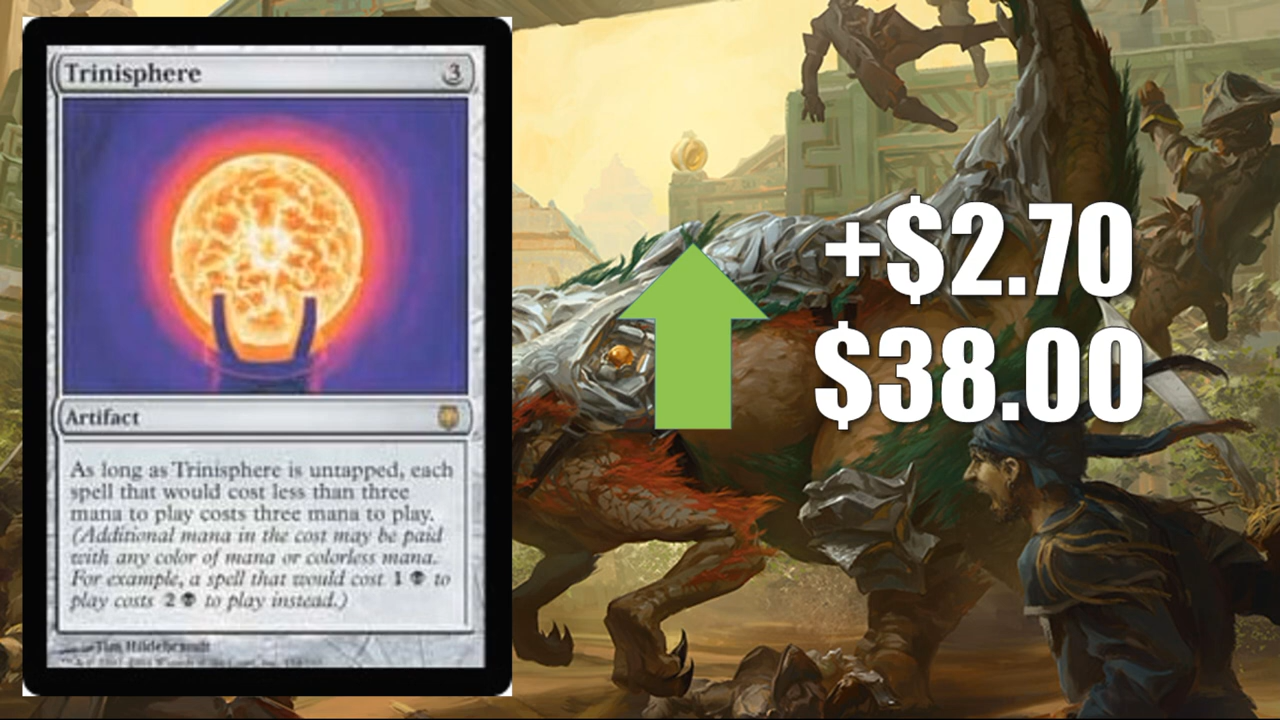 Trinisphere 3
Artifact
As long as Trinisphere is untapped, each
spell that would cost less than three
mana to play costs three mana to play.
(Additional mana in the cost may be paid
with any color of mana or colorless mana.
For example, a spell that would cost 1 to
play costs 2 to play instead.)
Tim Hildebrandt
+$2.70
$38.00